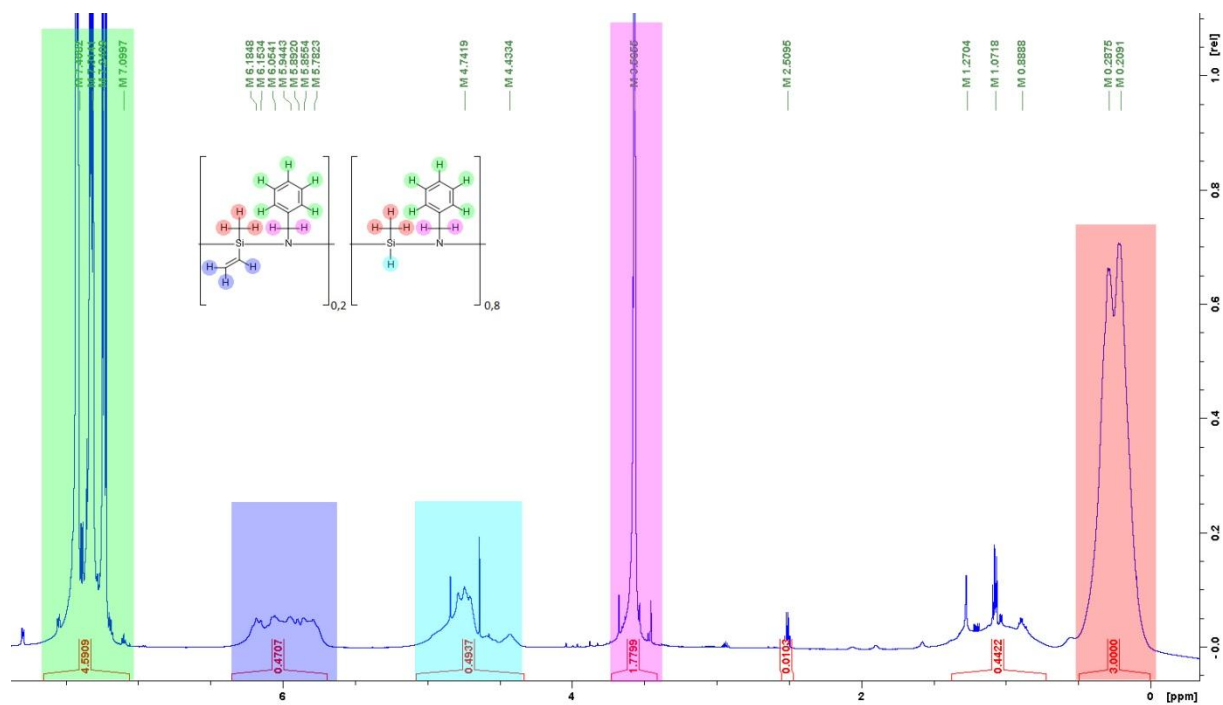 M 7.0997
M 6.1848
M 6.1534
M 6.0541
M 5.9443
M 5.8920
M 5.8554
M 5.7823
M 4.7419
M 4.4334
M 2.5095
M 1.2704
M 1.0718
M 0.8888
M 0.2875
M 0.2091
[rel]
1.0
0.8
0.6
0.4
0.2
- 0.0
H H
H H H H
H H H H H H
H H H H H H H H
Si N Si N
H H H
H
0,2 0,8
4.5909
0.4707
0.4937
1.7799
0.0103
0.4422
3.0000
6 4 2 0 [ppm]